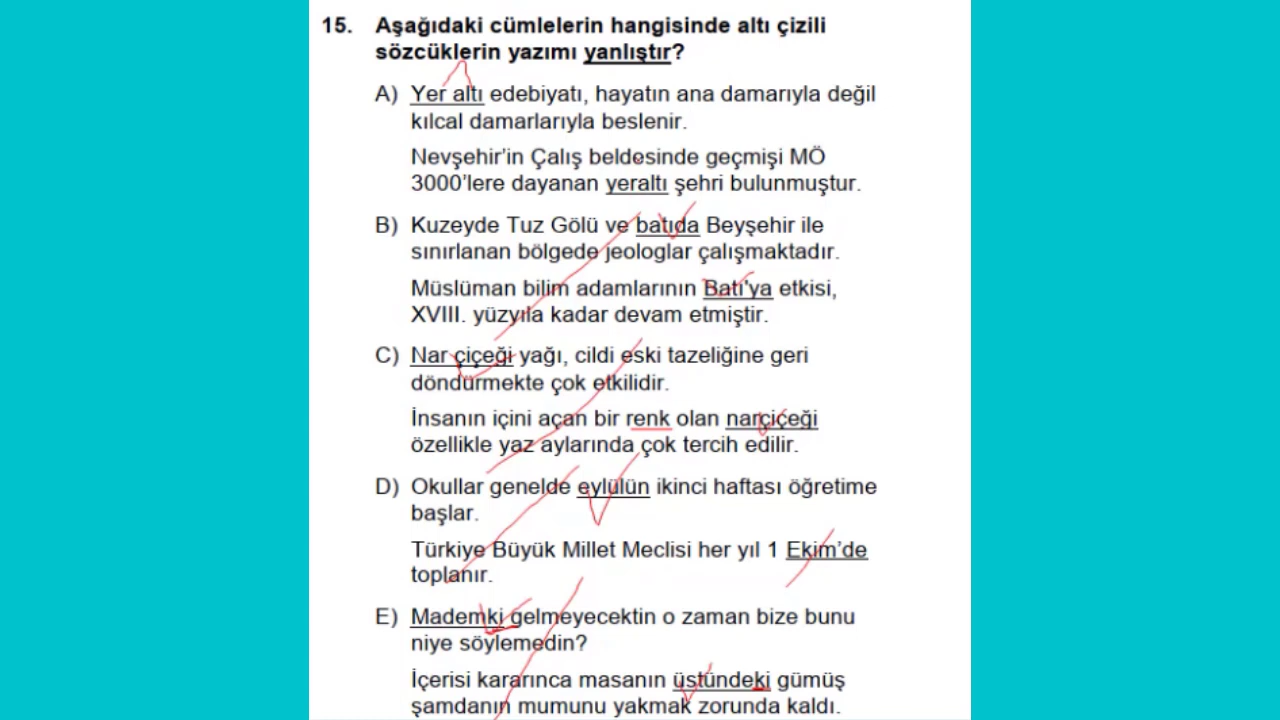 15. Aşağıdaki cümlelerin hangisinde altı çizili
sözcüklerin yazımı yanlıştır?
A) Yer altı edebiyatı, hayatın ana damarıyla değil
kılcal damarlarıyla beslenir.
Nevşehir'in Çalış beldesinde geçmişi MÖ
3000'lere dayanan yeraltı şehri bulunmuştur.
B) Kuzeyde Tuz Gölü ve batıda Beyşehir ile
sınırlanan bölgede jeologlar çalışmaktadır.
Müslüman bilim adamlarının Batı'ya etkisi,
XVIII. yüzyıla kadar devam etmiştir.
C) Nar çiçeği yağı, cildi eski tazeliğine geri
döndürmekte çok etkilidir.
İnsanın içini açan bir renk olan narçiçeği
özellikle yaz aylarında çok tercih edilir.
D) Okullar genelde eylülün ikinci haftası öğretime
başlar.
Türkiye Büyük Millet Meclisi her yıl 1 Ekim'de
toplanır.
E) Mademki gelmeyecektin o zaman bize bunu
niye söylemedin?
İçerisi kararınca masanın üstündeki gümüş
şamdanın mumunu yakmak zorunda kaldı.